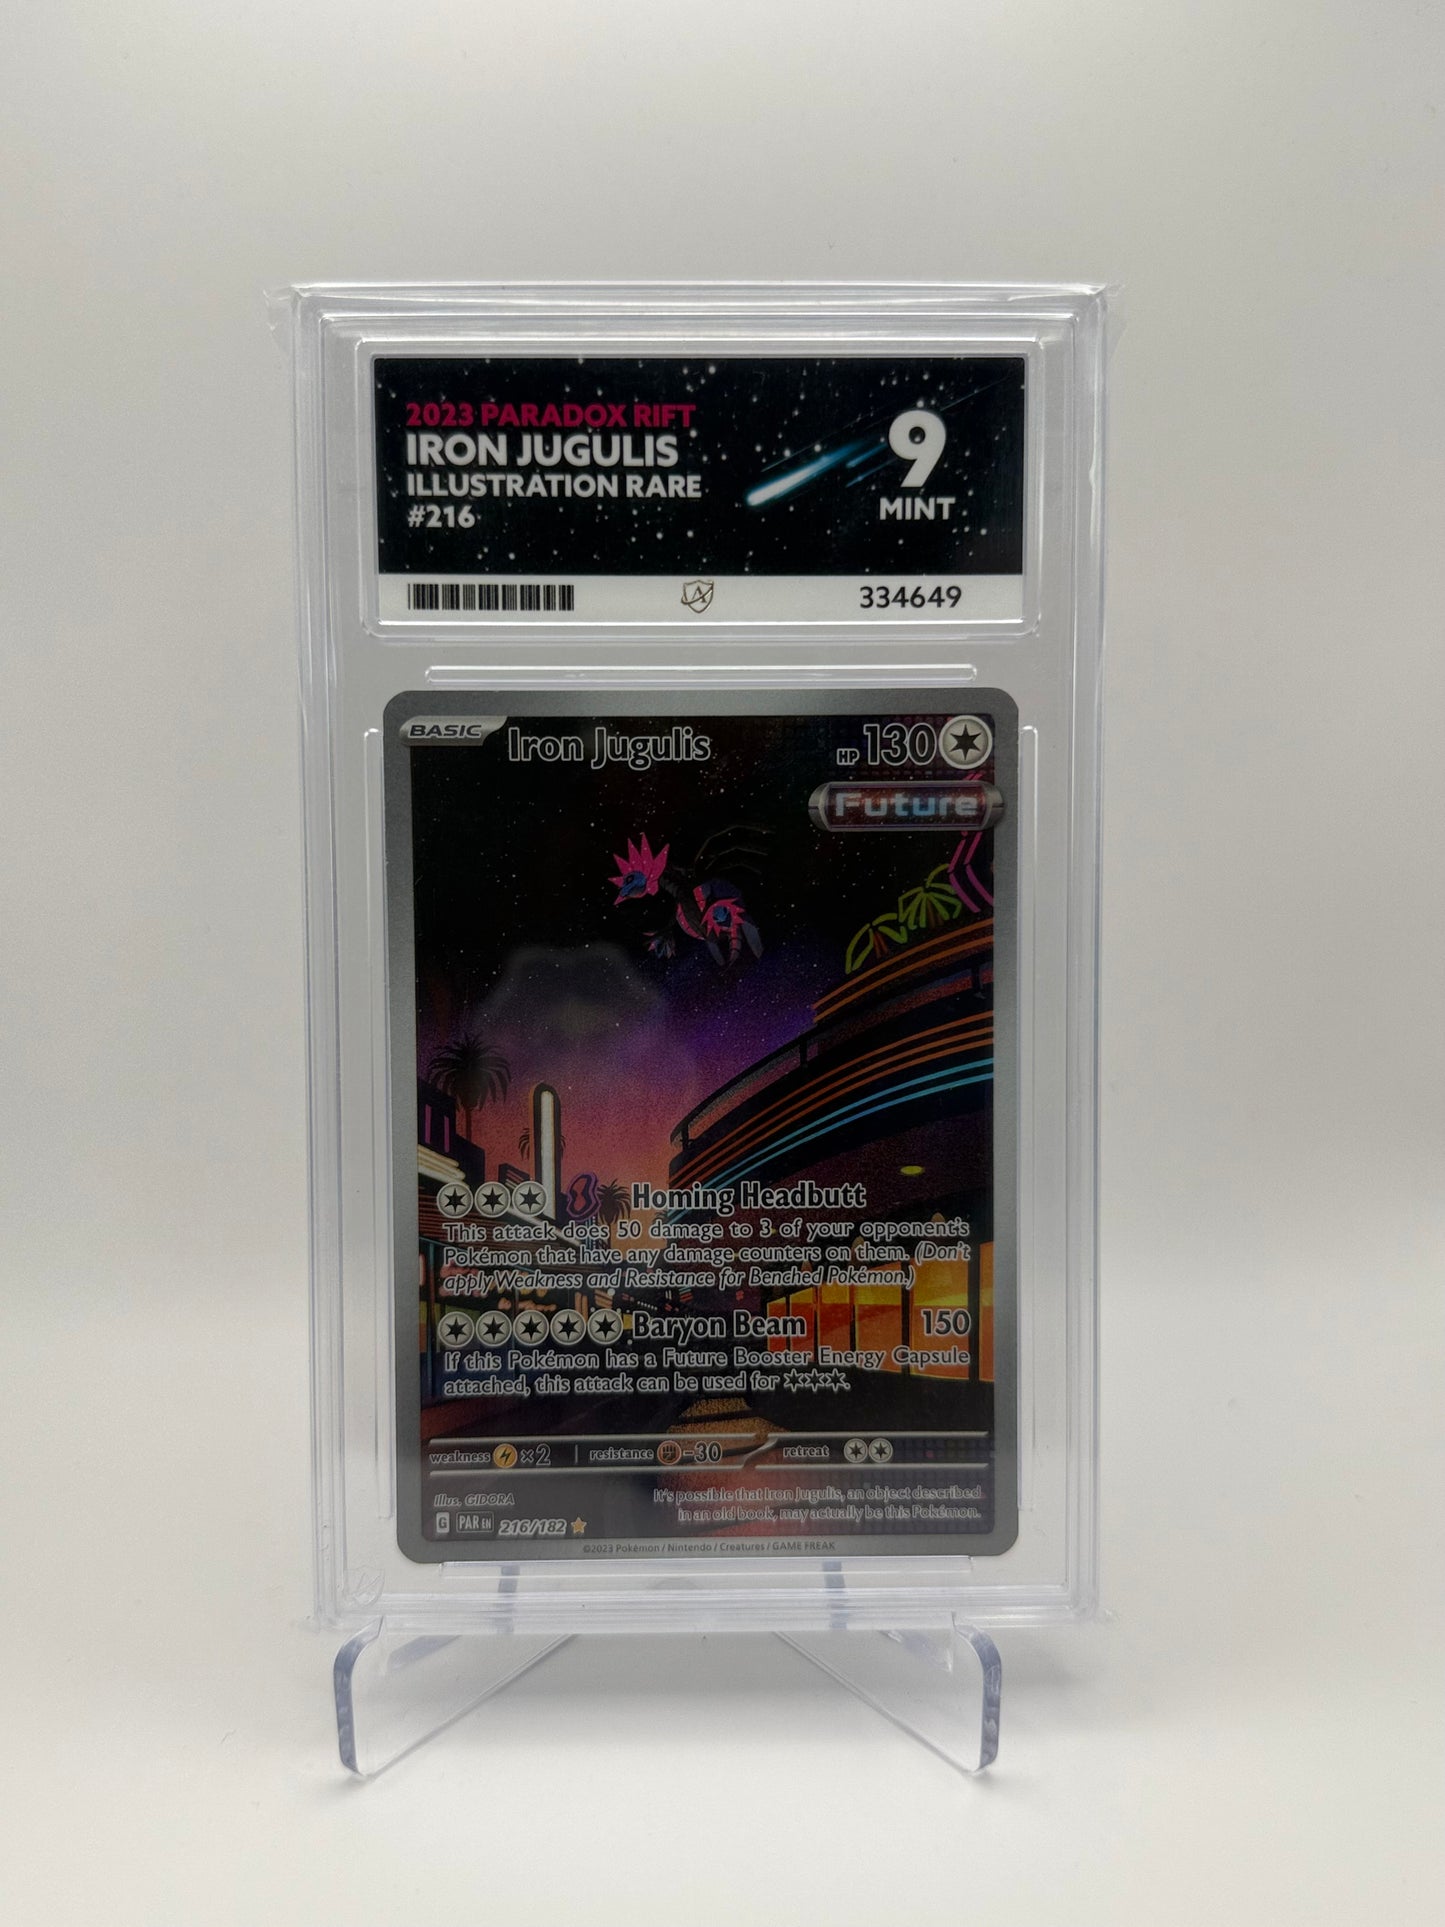 2023 PARADOX RIFT
IRON JUGULIS
ILLUSTRATION RARE
#216
9
MINT
334649
BASIC
Iron Jugulis
HP 130
Future
Homing Headbutt
This attack does 50 damage to 3 of your opponent's
Pokémon that have any damage counters on them. (Don't
apply Weakness and Resistance for Benched Pokémon.)
Baryon Beam 150
If this Pokémon has a Future Booster Energy Capsule
attached, this attack can be used for ✶✶✶.
weakness ×2 resistance -30 retreat
Illus. GIDORA
It's possible that Iron Jugulis, an object described
in an old book, may actually be this Pokémon.
G PAR EN 216/182
©2023 Pokémon / Nintendo / Creatures / GAME FREAK